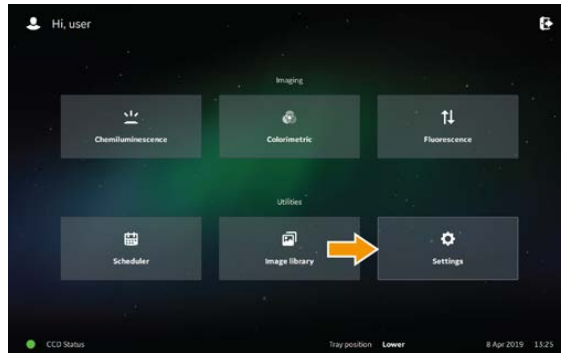 Hi, user
Imaging
Chemiluminescence Colorimetric Fluorescence
Utilities
Scheduler Image library Settings
CCD Status Tray position Lower 8 Apr 2019 13:25